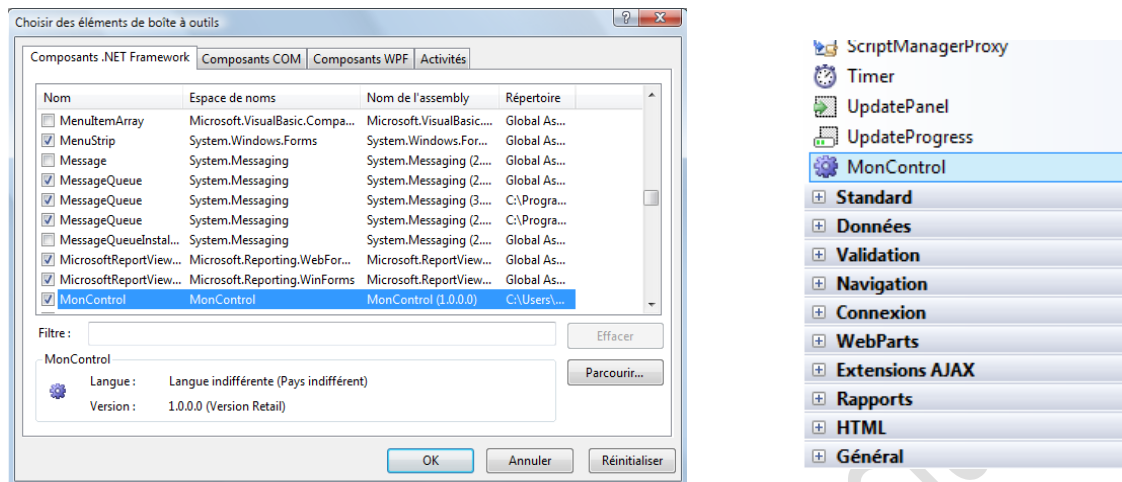 Choisir des éléments de boîte à outils
Composants .NET Framework Composants COM Composants WPF Activités
Nom Espace de noms Nom de l'assembly Répertoire
MenuItemArray Microsoft.VisualBasic.Compa... Microsoft.VisualBasic.... Global As...
MenuStrip System.Windows.Forms System.Windows.For... Global As...
Message System.Messaging System.Messaging (2.... Global As...
MessageQueue System.Messaging System.Messaging (2.... Global As...
MessageQueue System.Messaging System.Messaging (3.... C:\Progra...
MessageQueue System.Messaging System.Messaging (2.... C:\Progra...
MessageQueueInstal... System.Messaging System.Messaging (2.... Global As...
MicrosoftReportView... Microsoft.Reporting.WebFor... Microsoft.ReportView... Global As...
MicrosoftReportView... Microsoft.Reporting.WinForms Microsoft.ReportView... Global As...
MonControl MonControl MonControl (1.0.0.0) C:\Users\...
Filtre :
Effacer
MonControl
Langue : Langue indifférente (Pays indifférent)
Parcourir...
Version : 1.0.0.0 (Version Retail)
OK Annuler Réinitialiser
ScriptManagerProxy
Timer
UpdatePanel
UpdateProgress
MonControl
Standard
Données
Validation
Navigation
Connexion
WebParts
Extensions AJAX
Rapports
HTML
Général